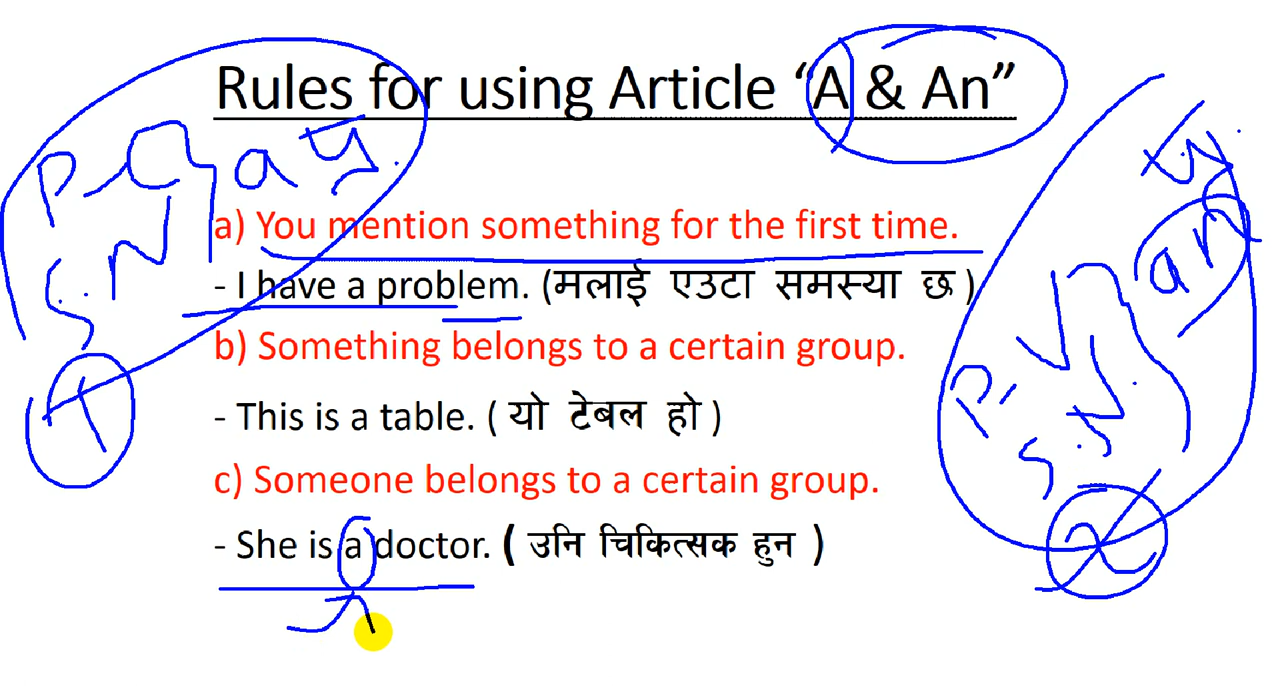 Rules for using Article “A & An”
a) You mention something for the first time.
- I have a problem. (मलाई एउटा समस्या छ )
b) Something belongs to a certain group.
- This is a table. ( यो टेबल हो )
c) Someone belongs to a certain group.
- She is a doctor. ( उनि चिकित्सक हुन )